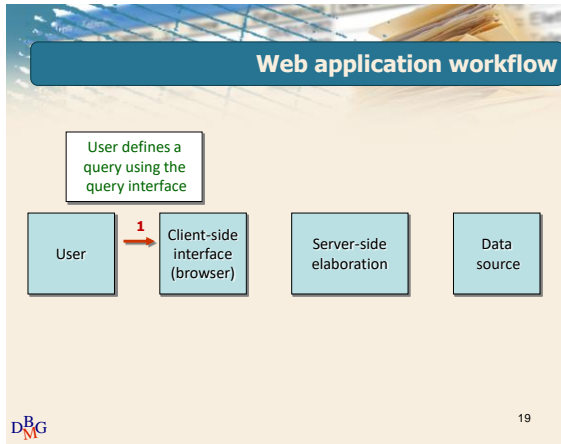 Web application workflow
User defines a
query using the
query interface
1
User
Client-side
interface
(browser)
Server-side
elaboration
Data
source
DBMG
19